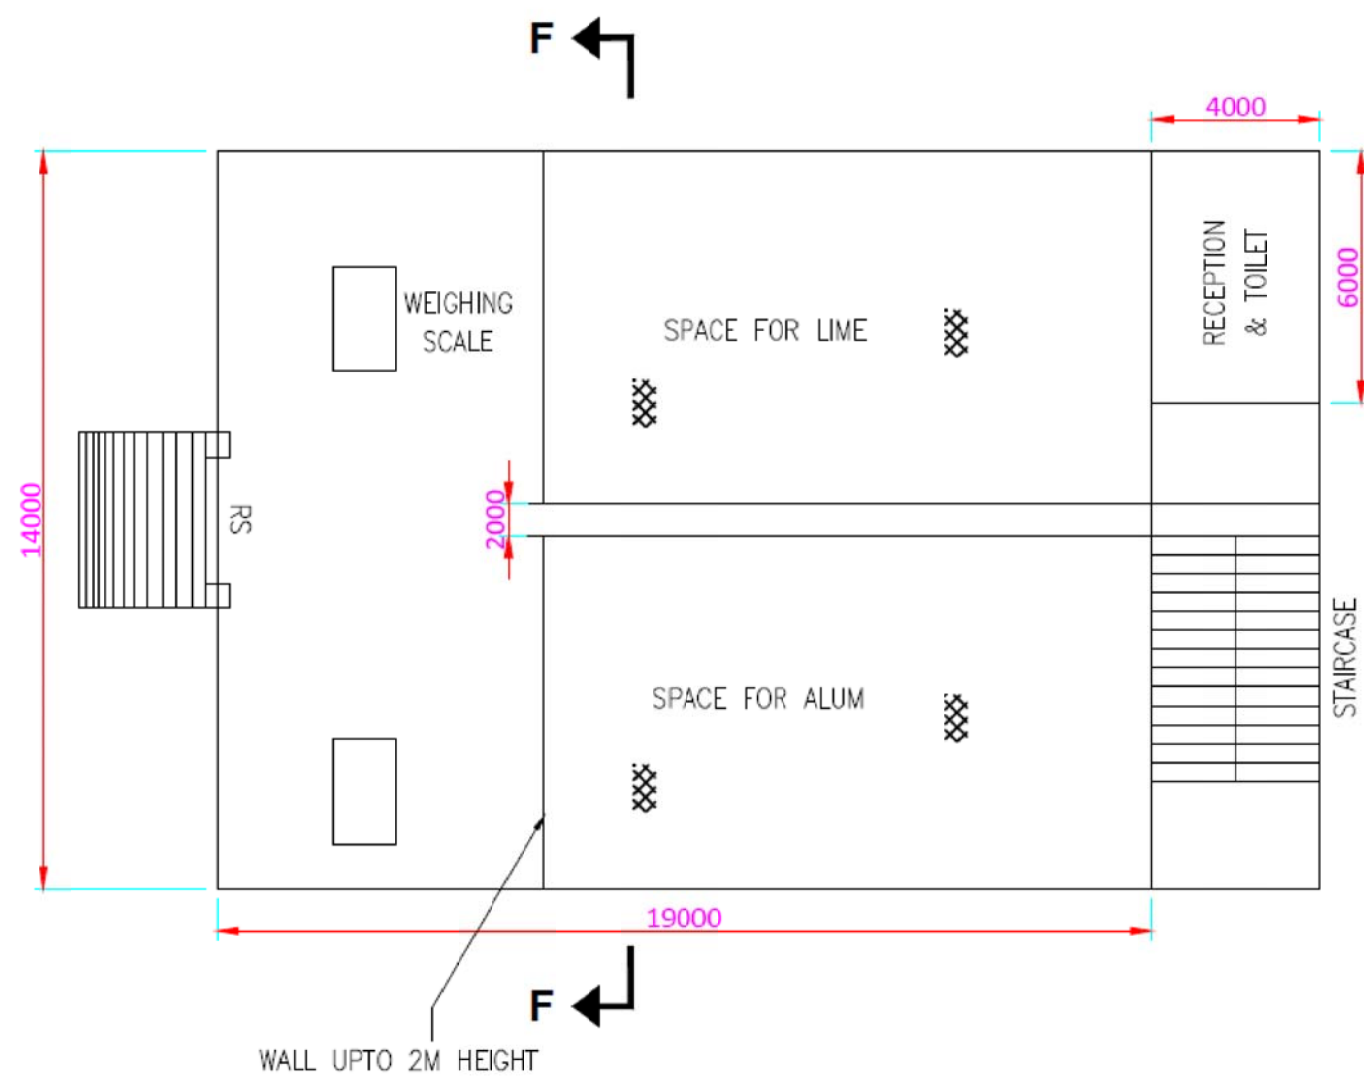 F
4000
WEIGHING
SCALE
SPACE FOR LIME
RECEPTION
& TOILET
6000
14000
RS
2000
SPACE FOR ALUM
STAIRCASE
19000
F
WALL UPTO 2M HEIGHT